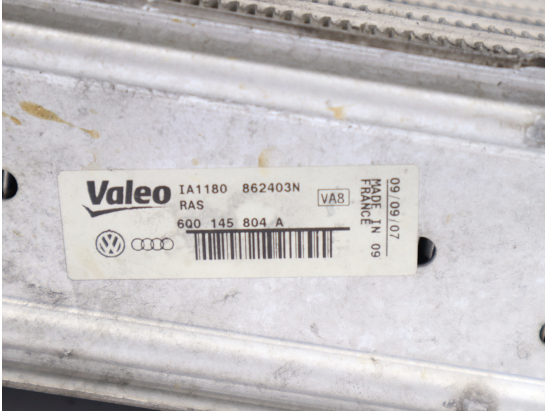 Valeo IA1180 862403N
RAS
VA8
6Q0 145 804 A
MADE IN 09
FRANCE
09/09/07